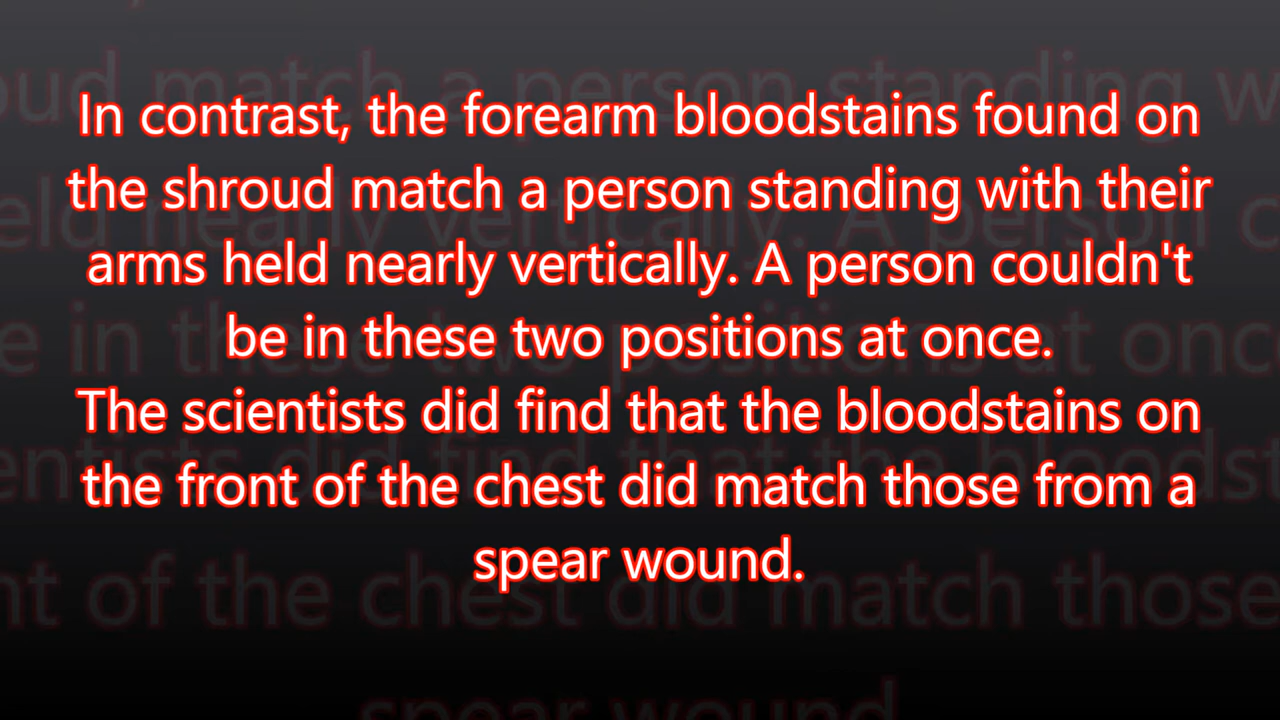 In contrast, the forearm bloodstains found on
the shroud match a person standing with their
arms held nearly vertically. A person couldn't
be in these two positions at once.
The scientists did find that the bloodstains on
the front of the chest did match those from a
spear wound.